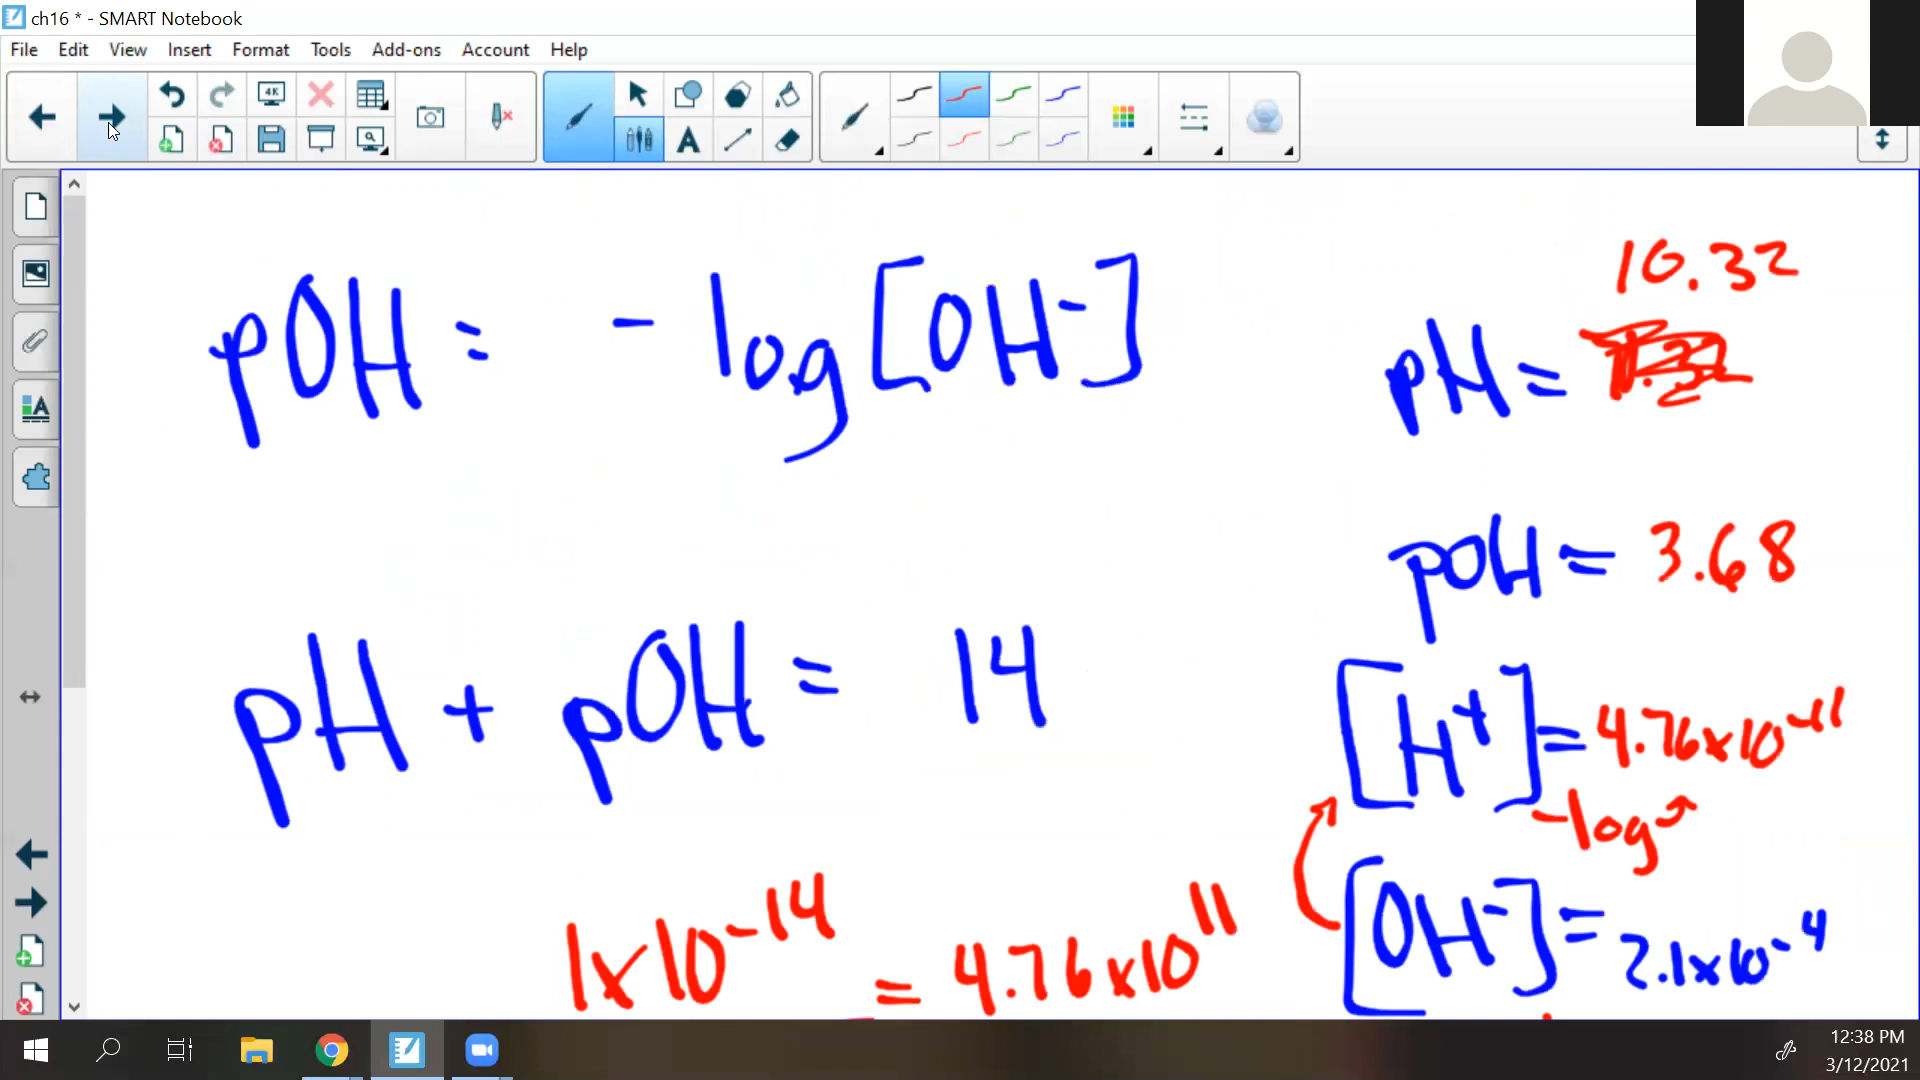 ch16 * - SMART Notebook
File Edit View Insert Format Tools Add-ons Account Help
4K
A
A
pOH = - log [OH⁻]
10.32
pH =
pOH = 3.68
pH + pOH = 14
[H⁺] = 4.76x10⁻¹¹
-log
[OH⁻] = 2.1x10⁻⁴
1x10⁻¹⁴ = 4.76x10¹¹
12:38 PM
3/12/2021